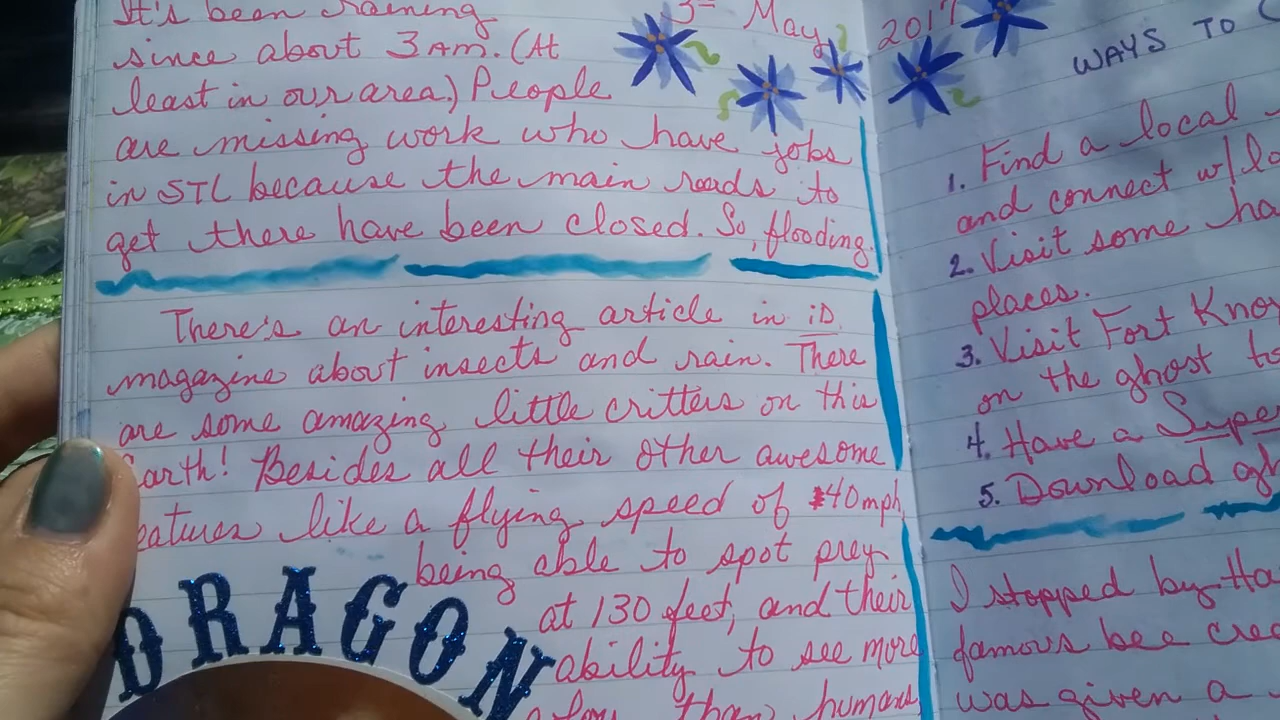 It's been raining
since about 3 AM. (At
least in our area.) People
are missing work who have jobs
in STL because the main roads to
get there have been closed. So, flooding.
There's an interesting article in iD
magazine about insects and rain. There
are some amazing little critters on this
Earth! Besides all their other awesome
features like a flying speed of 40mph,
being able to spot prey
at 130 feet, and their
ability to see more
than humans
DRAGON
3rd May 2017
WAYS TO
1. Find a local
and connect w/
2. Visit some
places.
3. Visit Fort
on the ghost
4. Have a
5. Download
I stopped by
famous bee
was given a